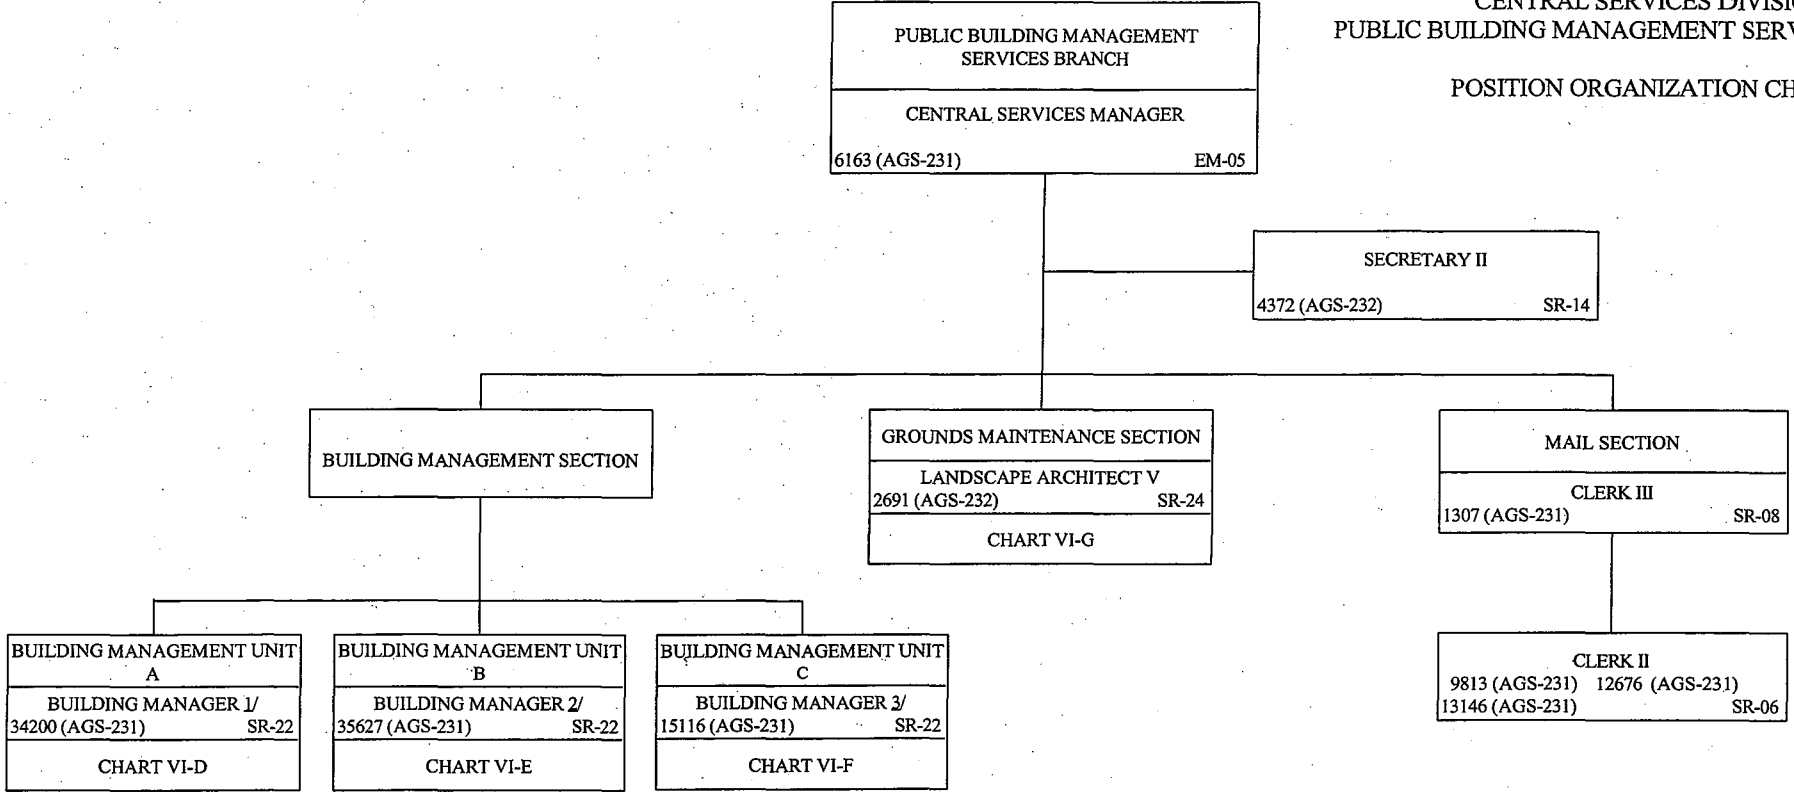 CENTRAL SERVICES
PUBLIC BUILDING MANAGEMENT
POSITION ORGANIZATION
PUBLIC BUILDING MANAGEMENT
SERVICES BRANCH
CENTRAL SERVICES MANAGER
6163 (AGS-231) EM-05
SECRETARY II
4372 (AGS-232) SR-14
BUILDING MANAGEMENT SECTION
GROUNDS MAINTENANCE SECTION
LANDSCAPE ARCHITECT V
2691 (AGS-232) SR-24
CHART VI-G
MAIL SECTION
CLERK III
1307 (AGS-231) SR-08
BUILDING MANAGEMENT UNIT
A
BUILDING MANAGER 1/
34200 (AGS-231) SR-22
CHART VI-D
BUILDING MANAGEMENT UNIT
B
BUILDING MANAGER 2/
35627 (AGS-231) SR-22
CHART VI-E
BUILDING MANAGEMENT UNIT
C
BUILDING MANAGER 3/
15116 (AGS-231) SR-22
CHART VI-F
CLERK II
9813 (AGS-231) 12676 (AGS-231)
13146 (AGS-231) SR-06